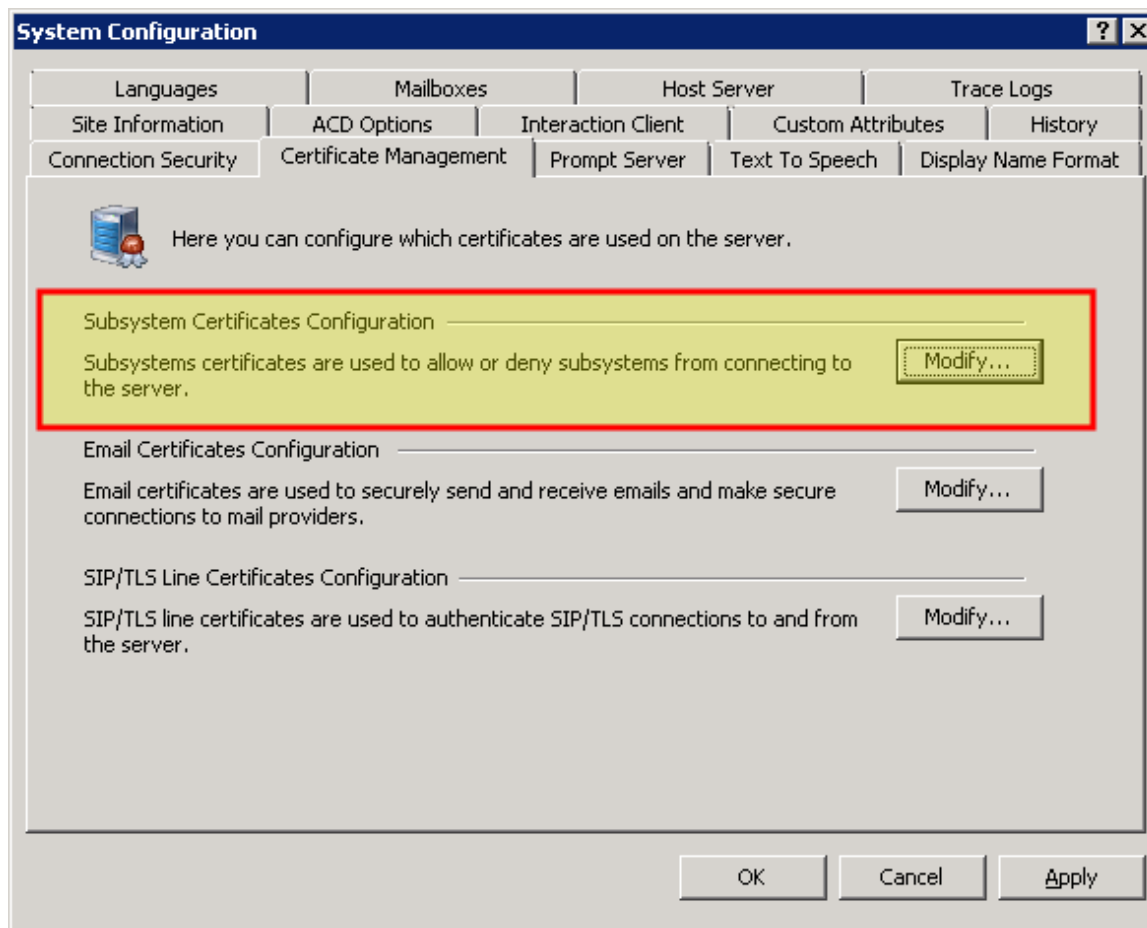 System Configuration
Languages Mailboxes Host Server Trace Logs
Site Information ACD Options Interaction Client Custom Attributes History
Connection Security Certificate Management Prompt Server Text To Speech Display Name Format
Here you can configure which certificates are used on the server.
Subsystem Certificates Configuration
Subsystems certificates are used to allow or deny subsystems from connecting to
the server.
Modify...
Email Certificates Configuration
Email certificates are used to securely send and receive emails and make secure
connections to mail providers.
Modify...
SIP/TLS Line Certificates Configuration
SIP/TLS line certificates are used to authenticate SIP/TLS connections to and from
the server.
Modify...
OK Cancel Apply